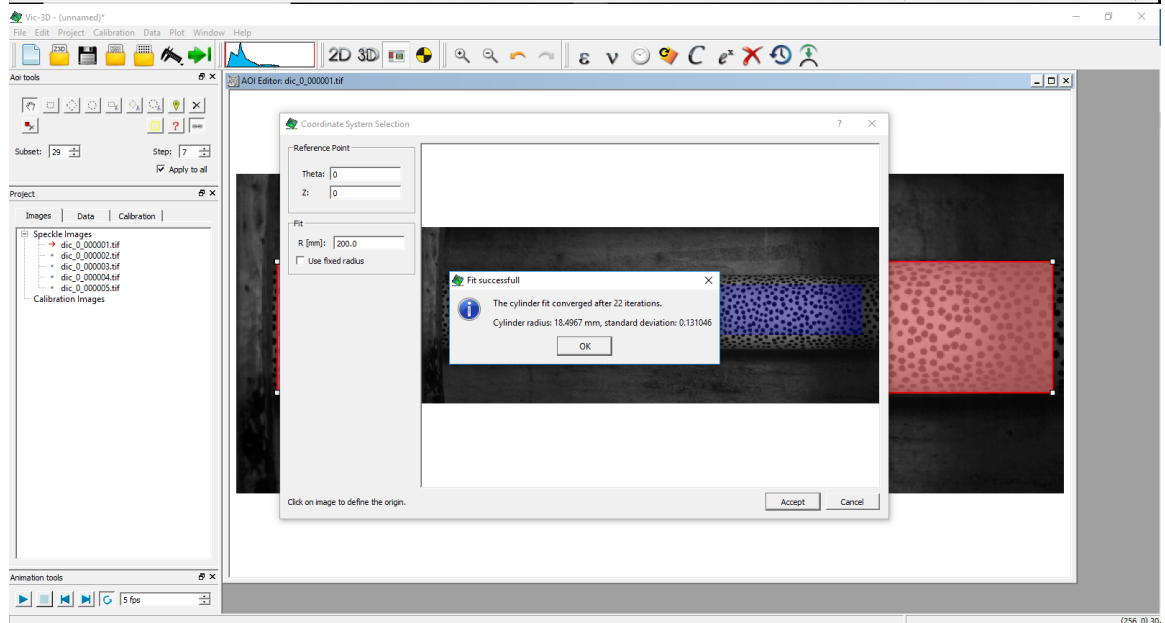 Vic-3D - (unnamed)*
File Edit Project Calibration Data Plot Window Help
2D 3D ε ν C eˣ
Aoi tools
AOI Editor: dic_0_000001.tif
Subset: 29 Step: 7
Apply to all
Project
Images Data Calibration
Speckle Images
dic_0_000001.tif
dic_0_000002.tif
dic_0_000003.tif
dic_0_000004.tif
dic_0_000005.tif
Calibration Images
Animation tools
5 fps
Coordinate System Selection
Reference Point
Theta: 0
Z: 0
Fit
R [mm]: 200.0
Use fixed radius
Fit successfull
The cylinder fit converged after 22 iterations.
Cylinder radius: 18.4967 mm, standard deviation: 0.131046
OK
Click on image to define the origin.
Accept Cancel